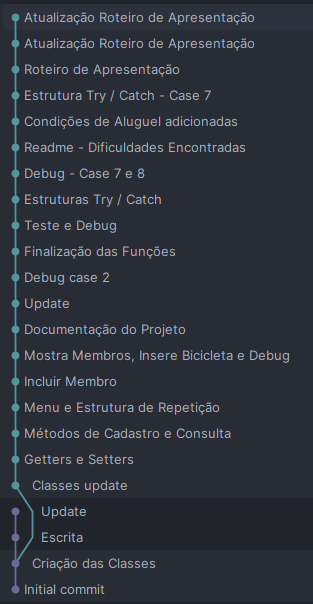 Atualização Roteiro de Apresentação
Atualização Roteiro de Apresentação
Roteiro de Apresentação
Estrutura Try / Catch - Case 7
Condições de Aluguel adicionadas
Readme - Dificuldades Encontradas
Debug - Case 7 e 8
Estruturas Try / Catch
Teste e Debug
Finalização das Funções
Debug case 2
Update
Documentação do Projeto
Mostra Membros, Insere Bicicleta e Debug
Incluir Membro
Menu e Estrutura de Repetição
Métodos de Cadastro e Consulta
Getters e Setters
Classes update
Update
Escrita
Criação das Classes
Initial commit